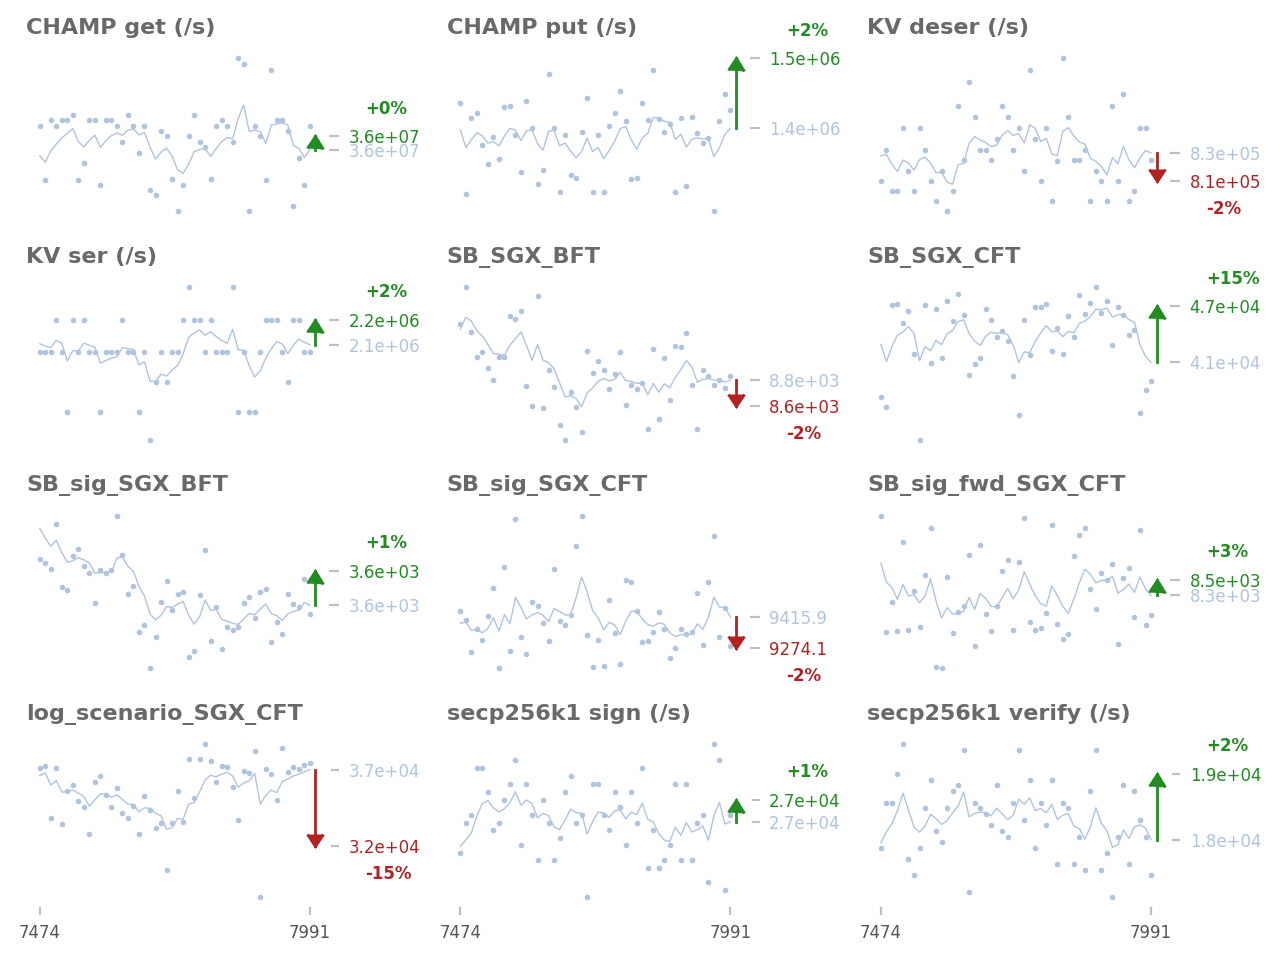 CHAMP get (/s)
+0%
3.6e+07
3.6e+07
CHAMP put (/s)
+2%
1.5e+06
1.4e+06
KV deser (/s)
8.3e+05
8.1e+05
-2%
KV ser (/s)
+2%
2.2e+06
2.1e+06
SB_SGX_BFT
8.8e+03
8.6e+03
-2%
SB_SGX_CFT
+15%
4.7e+04
4.1e+04
SB_sig_SGX_BFT
+1%
3.6e+03
3.6e+03
SB_sig_SGX_CFT
9415.9
9274.1
-2%
SB_sig_fwd_SGX_CFT
+3%
8.5e+03
8.3e+03
log_scenario_SGX_CFT
3.7e+04
3.2e+04
-15%
7474
7991
secp256k1 sign (/s)
+1%
2.7e+04
2.7e+04
7474
7991
secp256k1 verify (/s)
+2%
1.9e+04
1.8e+04
7474
7991